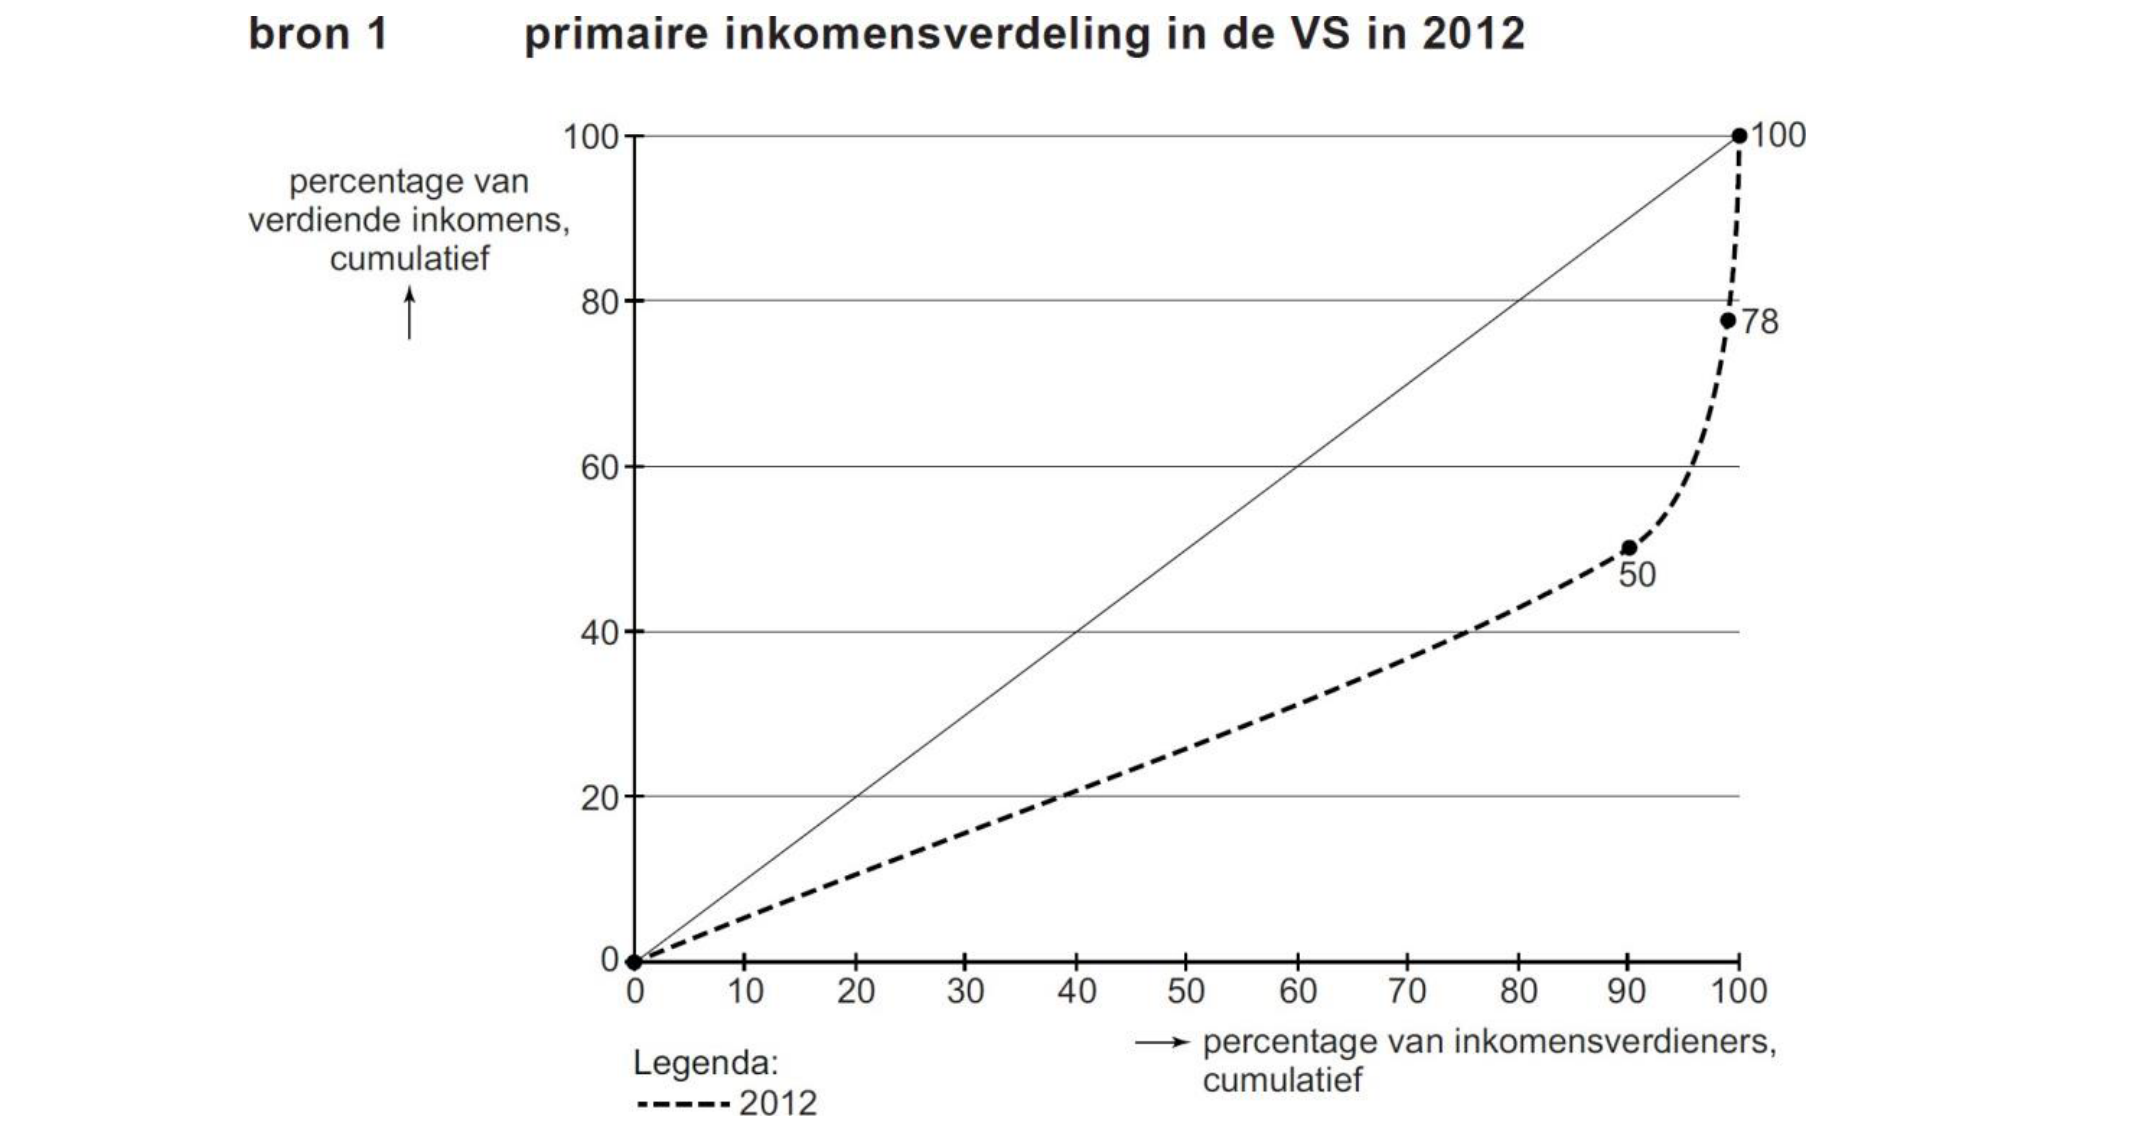 bron 1 primaire inkomensverdeling in de VS in 2012
percentage van
verdiende inkomens,
cumulatief
100
80
60
40
20
0
100
78
50
0 10 20 30 40 50 60 70 80 90 100
percentage van inkomensverdieners,
cumulatief
Legenda:
2012